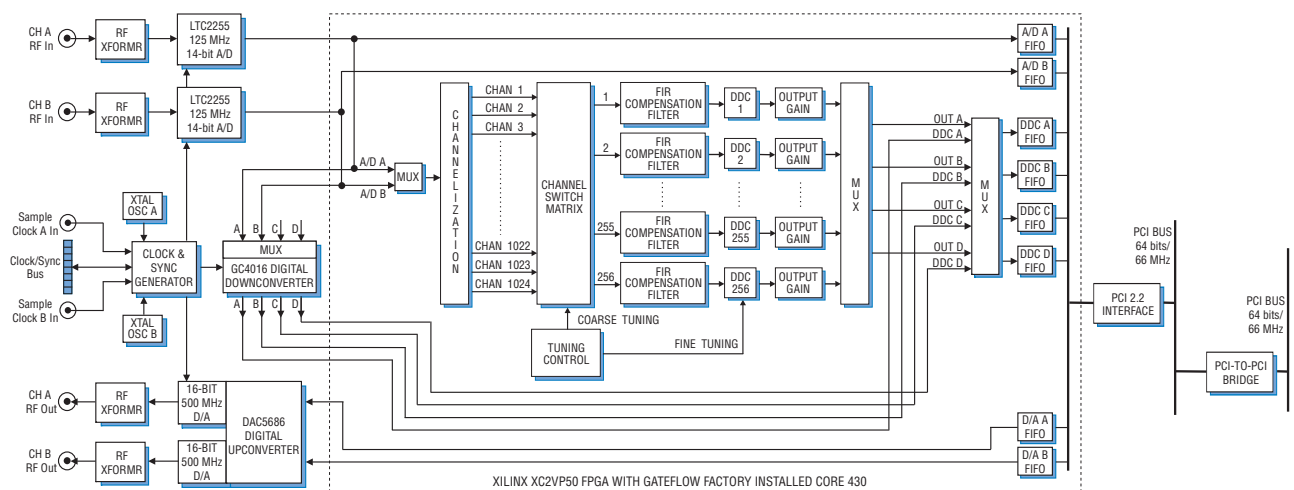 CH A
RF In
RF
XFORMR
LTC2255
125 MHz
14-bit A/D
A/D A
FIFO
CH B
RF In
RF
XFORMR
LTC2255
125 MHz
14-bit A/D
A/D B
FIFO
A/D A
A/D B
MUX
CHANNELIZATION
CHAN 1
CHAN 2
CHAN 3
CHAN 1022
CHAN 1023
CHAN 1024
CHANNEL
SWITCH
MATRIX
1
FIR
COMPENSATION
FILTER
DDC
1
OUTPUT
GAIN
2
FIR
COMPENSATION
FILTER
DDC
2
OUTPUT
GAIN
255
FIR
COMPENSATION
FILTER
DDC
255
OUTPUT
GAIN
256
FIR
COMPENSATION
FILTER
DDC
256
OUTPUT
GAIN
MUX
OUT A
DDC A
OUT B
DDC B
OUT C
DDC C
OUT D
DDC D
MUX
DDC A
FIFO
DDC B
FIFO
DDC C
FIFO
DDC D
FIFO
XTAL
OSC A
Sample
Clock A In
Clock/Sync
Bus
Sample
Clock B In
CLOCK &
SYNC
GENERATOR
XTAL
OSC B
A B C D
MUX
GC4016 DIGITAL
DOWNCONVERTER
A B C D
COARSE TUNING
TUNING
CONTROL
FINE TUNING
PCI 2.2
INTERFACE
PCI BUS
64 bits/
66 MHz
PCI-TO-PCI
BRIDGE
PCI BUS
64 bits/
66 MHz
CH A
RF Out
RF
XFORMR
16-BIT
500 MHz
D/A
CH B
RF Out
RF
XFORMR
16-BIT
500 MHz
D/A
DAC5686
DIGITAL
UPCONVERTER
D/A A
FIFO
D/A B
FIFO
XILINX XC2VP50 FPGA WITH GATEFLOW FACTORY INSTALLED CORE 430